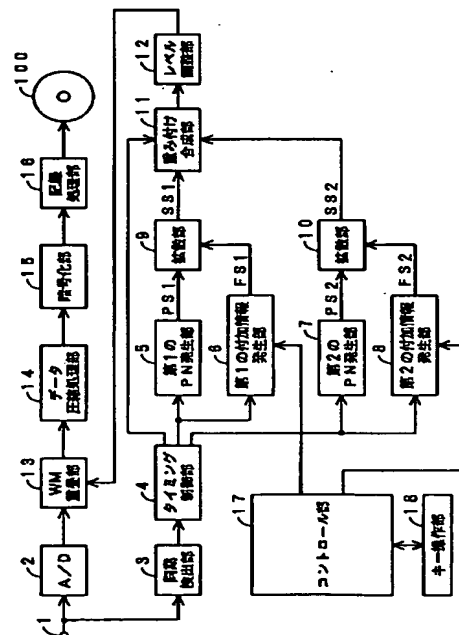 1
2
A/D
13
WM
重畳部
14
データ
圧縮処理部
15
暗号化部
16
記録
処理部
100
3
同期
検出部
4
タイミング
制御部
5
第1のPN発生部
PS1
9
拡散部
SS1
11
重み付け
合成部
12
レベル
調整部
6
第1の付加情報
発生部
FS1
7
第2の
PN発生部
PS2
10
拡散部
SS2
8
第2の付加情報
発生部
FS2
17
コントロール部
18
キー操作部